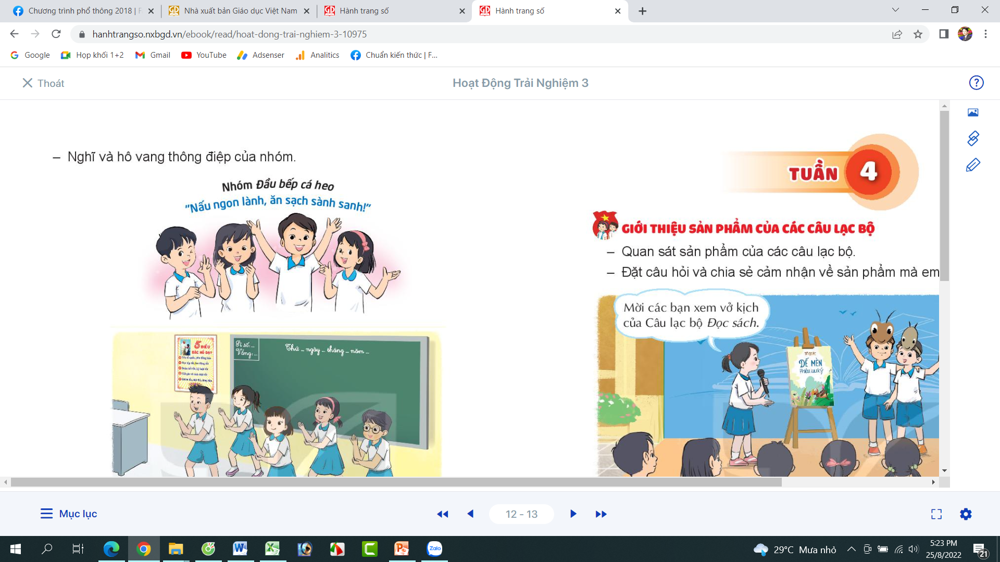 Chương trình phổ thông 2018 | F
Nhà xuất bản Giáo dục Việt Nam
Hành trang số
Hành trang số
hanhtrangso.nxbgd.vn/ebook/read/hoat-dong-trai-nghiem-3-10975
Google
Họp khối 1+2
Gmail
YouTube
Adsenser
Analitics
Chuẩn kiến thức | F...
Thoát
Hoạt Động Trải Nghiệm 3
– Nghĩ và hô vang thông điệp của nhóm.
Nhóm Đầu bếp cá heo
"Nấu ngon lành, ăn sạch sành sanh!"
5 ĐIỀU
BÁC HỒ DẠY
Sĩ số: ...
Vắng: ...
Thứ ... ngày ... tháng ... năm ...
TUẦN 4
GIỚI THIỆU SẢN PHẨM CỦA CÁC CÂU LẠC BỘ
– Quan sát sản phẩm của các câu lạc bộ.
– Đặt câu hỏi và chia sẻ cảm nhận về sản phẩm mà em
Mời các bạn xem vở kịch
của Câu lạc bộ Đọc sách.
TÔ HOÀI
DẾ MÈN
Phiêu lưu ký
Mục lục
12 - 13
Zalo
29°C Mưa nhỏ
5:23 PM
25/8/2022
21